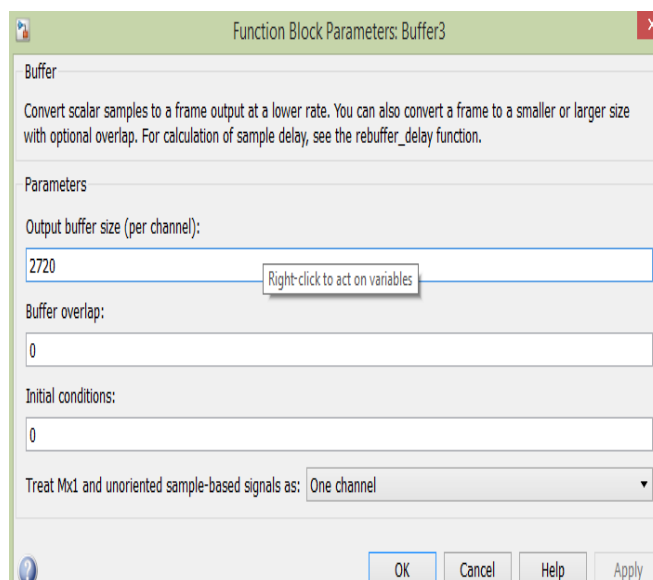 Function Block Parameters: Buffer3
Buffer
Convert scalar samples to a frame output at a lower rate. You can also convert a frame to a smaller or larger size
with optional overlap. For calculation of sample delay, see the rebuffer_delay function.
Parameters
Output buffer size (per channel):
2720
Right-click to act on variables
Buffer overlap:
0
Initial conditions:
0
Treat Mx1 and unoriented sample-based signals as: One channel
OK Cancel Help Apply